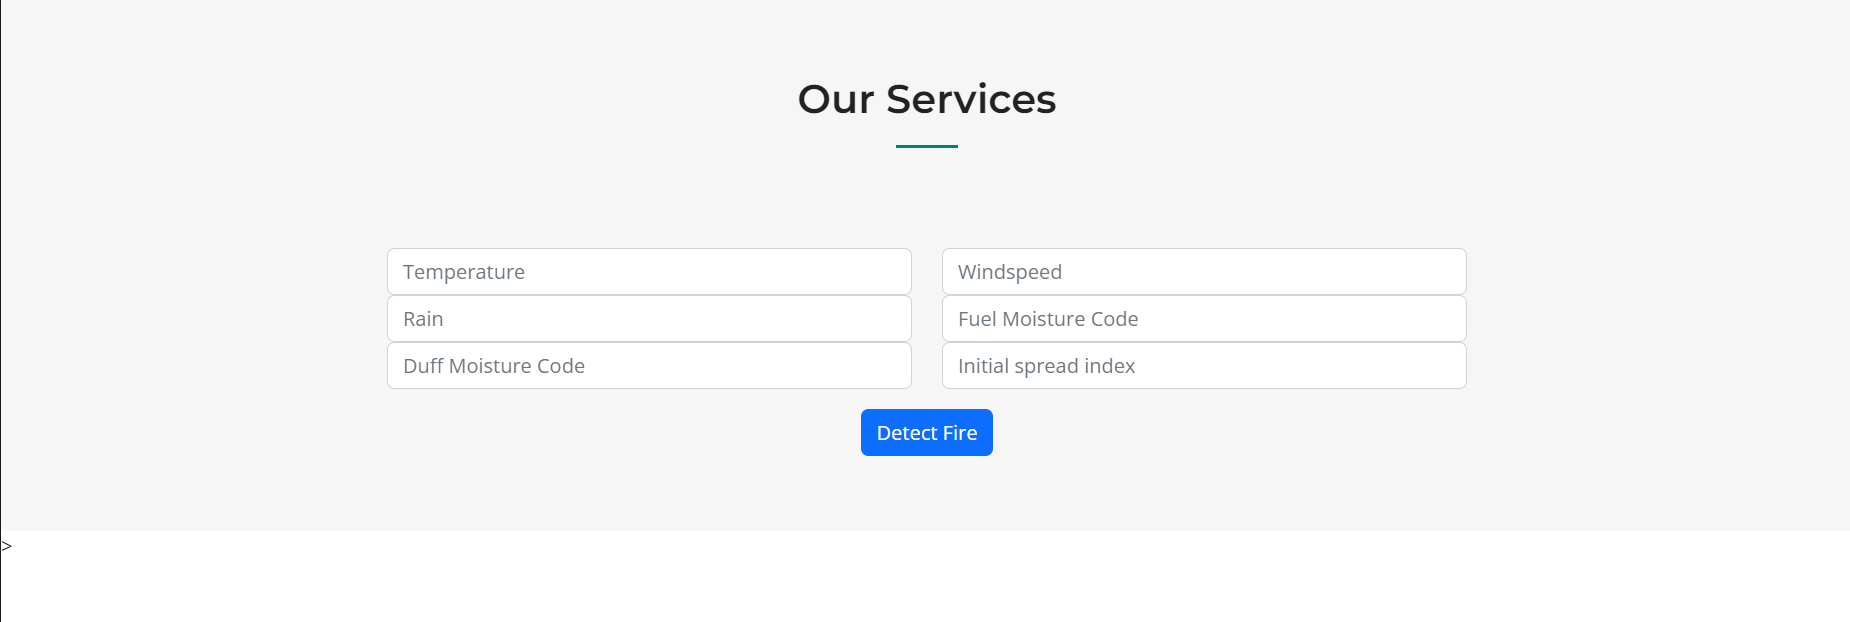 Our Services
Temperature
Windspeed
Rain
Fuel Moisture Code
Duff Moisture Code
Initial spread index
Detect Fire
>